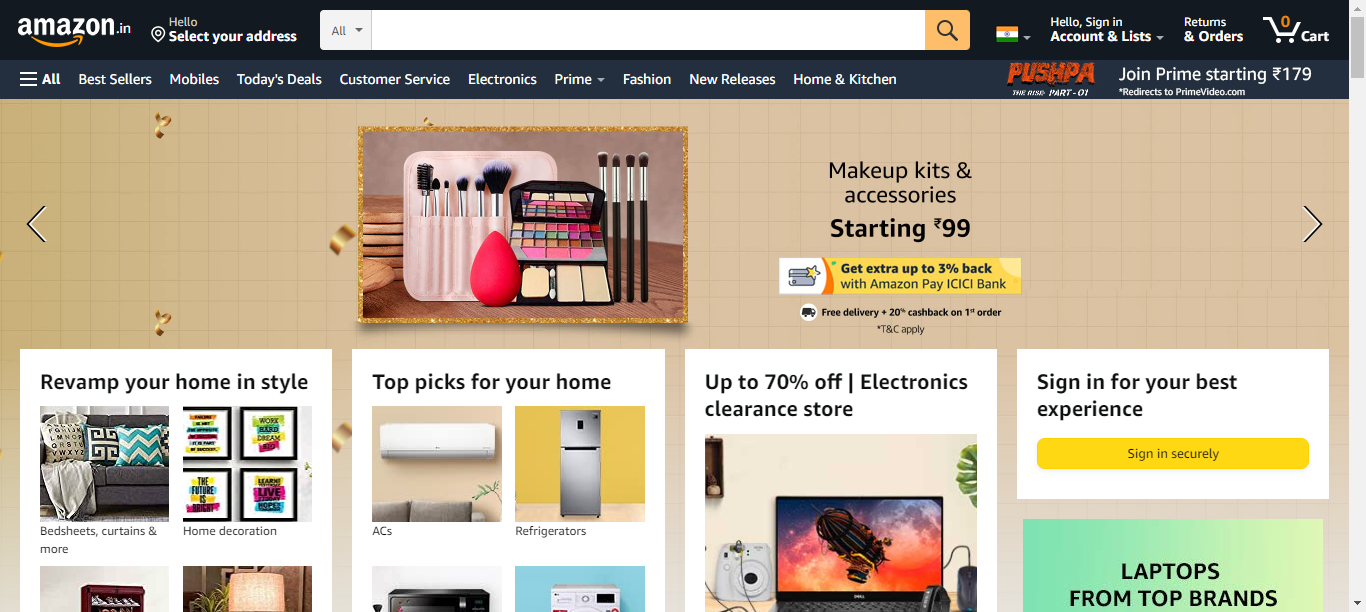 amazon.in
Hello
Select your address
All
Hello, Sign in
Account & Lists
Returns
& Orders
0
Cart
All
Best Sellers
Mobiles
Today's Deals
Customer Service
Electronics
Prime
Fashion
New Releases
Home & Kitchen
PUSHPA
THE RISE PART-01
Join Prime starting ₹179
*Redirects to PrimeVideo.com
Makeup kits &
accessories
Starting ₹99
Get extra up to 3% back
with Amazon Pay ICICI Bank
Free delivery + 20% cashback on 1st order
*T&C apply
Revamp your home in style
Bedsheets, curtains &
more
WORK
HARD
DREAM
BIG
THE
FUTURE
IS
BRIGHT
Home decoration
Top picks for your home
ACs
Refrigerators
Up to 70% off | Electronics
clearance store
DELL
Sign in for your best
experience
Sign in securely
LAPTOPS
FROM TOP BRANDS